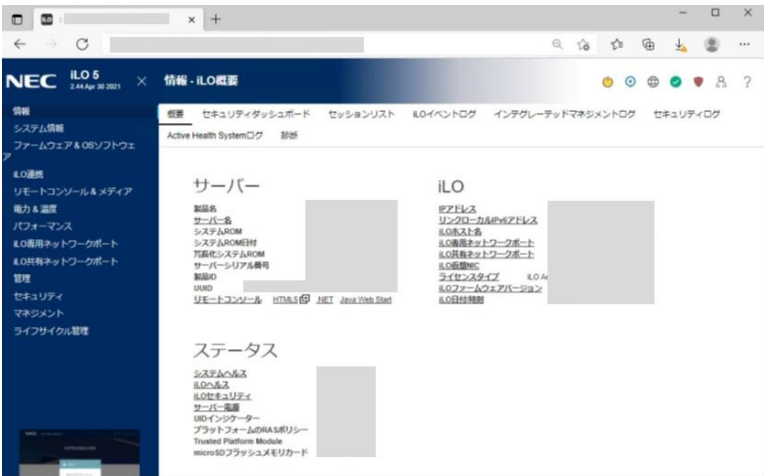 NEC iLO 5
2.44 Apr 30 2021
情報 - iLO概要
情報
システム情報
ファームウェア & OSソフトウェ
ア
iLO連携
リモートコンソール & メディア
電力 & 温度
パフォーマンス
iLO専用ネットワークポート
iLO共有ネットワークポート
管理
セキュリティ
マネジメント
ライフサイクル管理
概要 セキュリティダッシュボード セッションリスト iLOイベントログ インテグレーテッドマネジメントログ セキュリティログ
Active Health Systemログ 診断
サーバー
製品名
サーバー名
システムROM
システムROM日付
冗長化システムROM
サーバーシリアル番号
製品ID
UUID
リモートコンソール HTML5 .NET Java Web Start
iLO
IPアドレス
リンクローカルIPv6アドレス
iLOホスト名
iLO専用ネットワークポート
iLO共有ネットワークポート
iLO仮想NIC
ライセンスタイプ iLO
iLOファームウェアバージョン
iLO日付/時刻
ステータス
システムヘルス
iLOヘルス
iLOセキュリティ
サーバー電源
UIDインジケーター
プラットフォームのRASポリシー
Trusted Platform Module
microSDフラッシュメモリカード